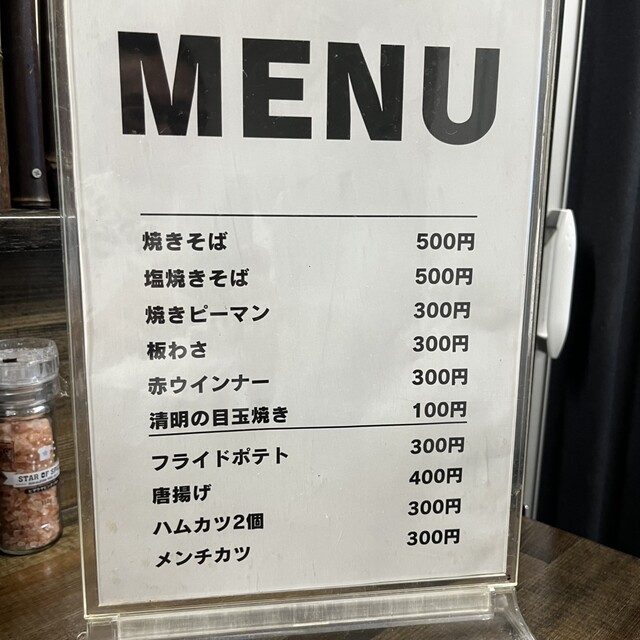 MENU
焼きそば 500円
塩焼きそば 500円
焼きピーマン 300円
板わさ 300円
赤ウインナー 300円
清明の目玉焼き 100円
フライドポテト 300円
唐揚げ 400円
ハムカツ2個 300円
メンチカツ 300円
STAR OF